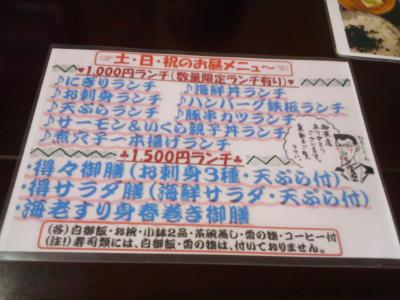 土・日・祝のお昼メニュ～
♥1,000円ランチ(数量限定ランチ有り)♥
♪にぎりランチ
♪お刺身ランチ
♪天ぷらランチ
♪サーモン&いくら親子丼ランチ
♪煮穴子一本揚げランチ
♪海鮮丼ランチ
♪ハンバーグ鉄板ランチ
♪豚串カツランチ
♣1,500円ランチ♣
・得々御膳(お刺身3種・天ぷら付)
・得サラダ膳(海鮮サラダ・天ぷら付)
・海老すり身春巻き御膳
(各)白御飯・お椀・小鉢2品・茶碗蒸し・香の物・コーヒー付
(注!)寿司類には、白御飯・香の物は、付いておりません。